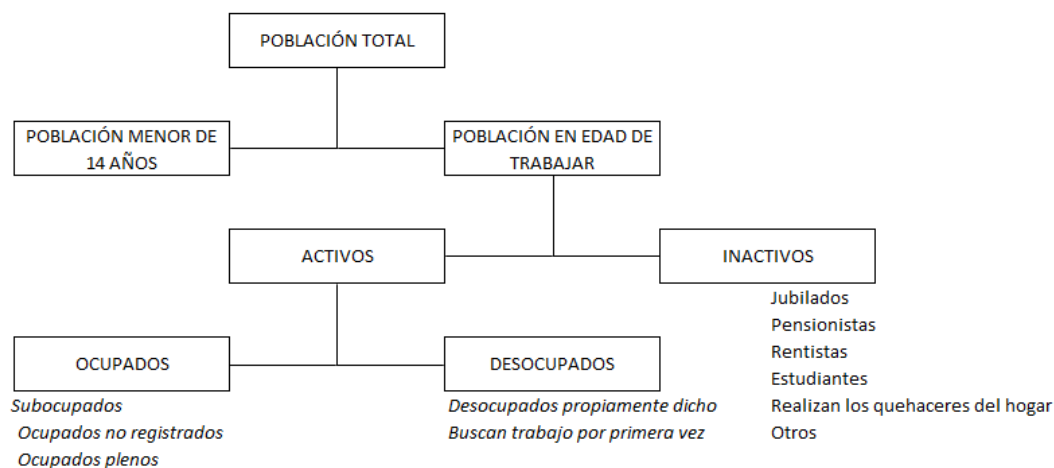 POBLACIÓN TOTAL
POBLACIÓN MENOR DE
14 AÑOS
POBLACIÓN EN EDAD DE
TRABAJAR
ACTIVOS
INACTIVOS
Jubilados
Pensionistas
Rentistas
Estudiantes
Realizan los quehaceres del hogar
Otros
OCUPADOS
Subocupados
Ocupados no registrados
Ocupados plenos
DESOCUPADOS
Desocupados propiamente dicho
Buscan trabajo por primera vez